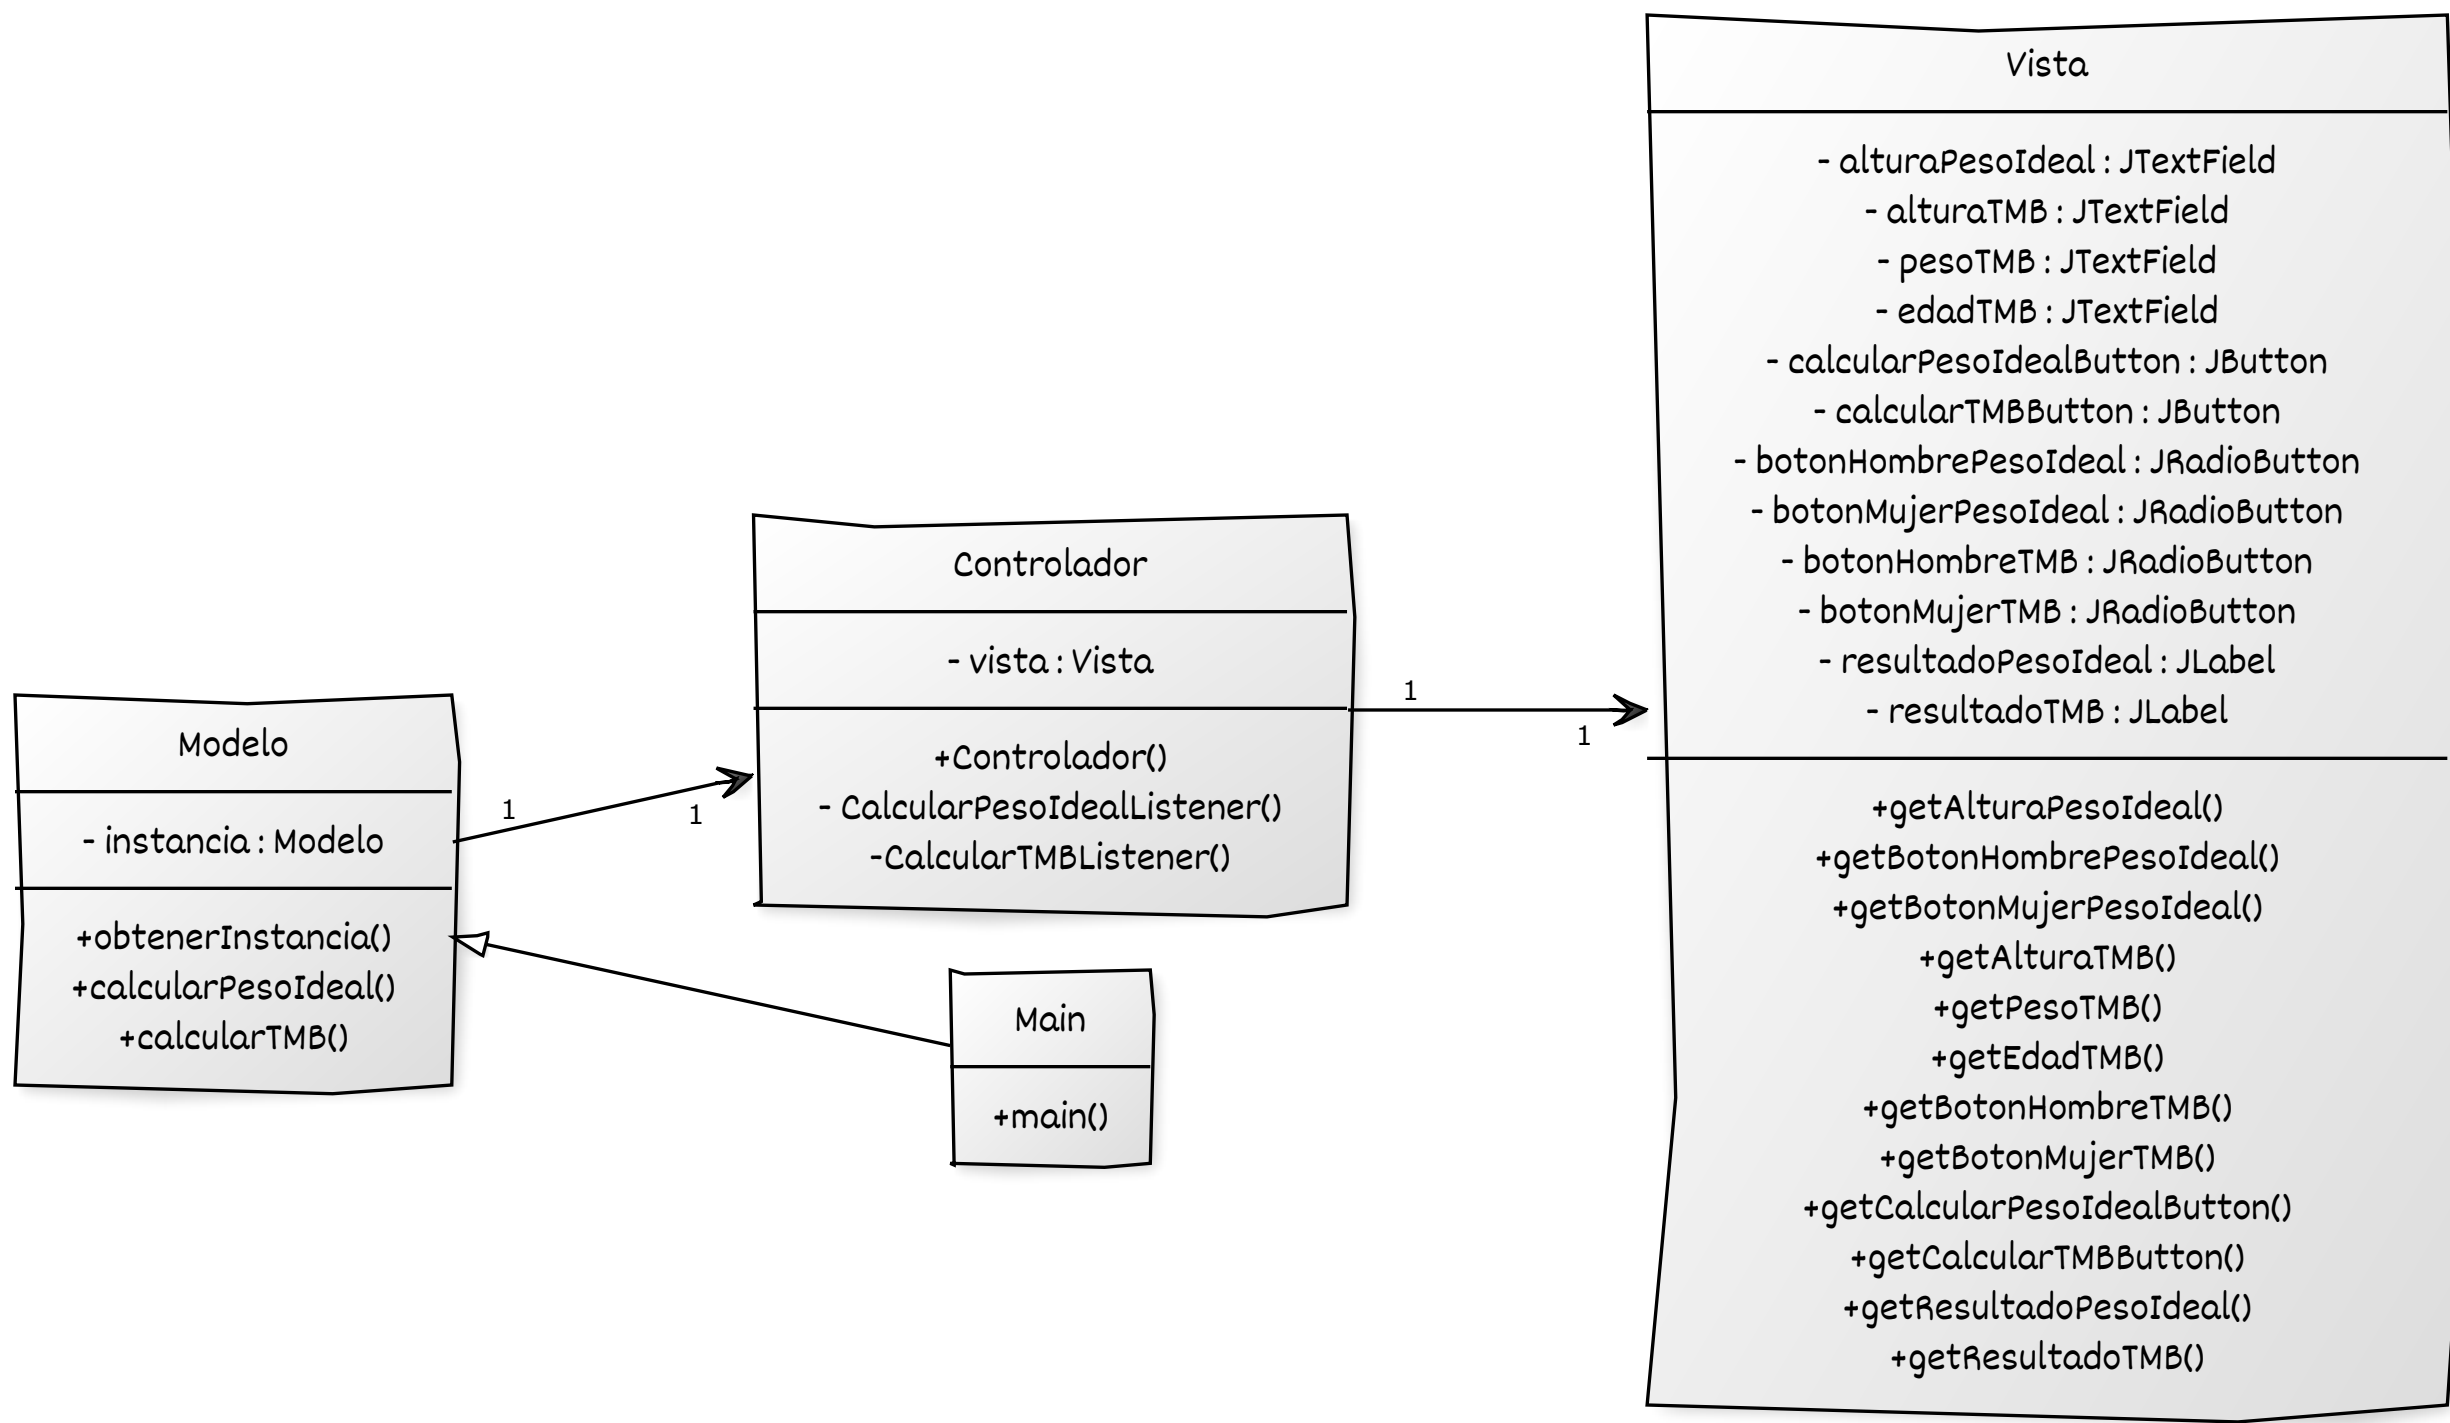 Modelo
- instancia : Modelo
+obtenerInstancia()
+calcularPesoIdeal()
+calcularTMB()
1
1
Controlador
- vista : Vista
+Controlador()
- CalcularPesoIdealListener()
-CalcularTMBListener()
Main
+main()
1
1
Vista
- alturaPesoIdeal : JTextField
- alturaTMB : JTextField
- pesoTMB : JTextField
- edadTMB : JTextField
- calcularPesoIdealButton : JButton
- calcularTMBButton : JButton
- botonHombrePesoIdeal : JRadioButton
- botonMujerPesoIdeal : JRadioButton
- botonHombreTMB : JRadioButton
- botonMujerTMB : JRadioButton
- resultadoPesoIdeal : JLabel
- resultadoTMB : JLabel
+getAlturaPesoIdeal()
+getBotonHombrePesoIdeal()
+getBotonMujerPesoIdeal()
+getAlturaTMB()
+getPesoTMB()
+getEdadTMB()
+getBotonHombreTMB()
+getBotonMujerTMB()
+getCalcularPesoIdealButton()
+getCalcularTMBButton()
+getResultadoPesoIdeal()
+getResultadoTMB()